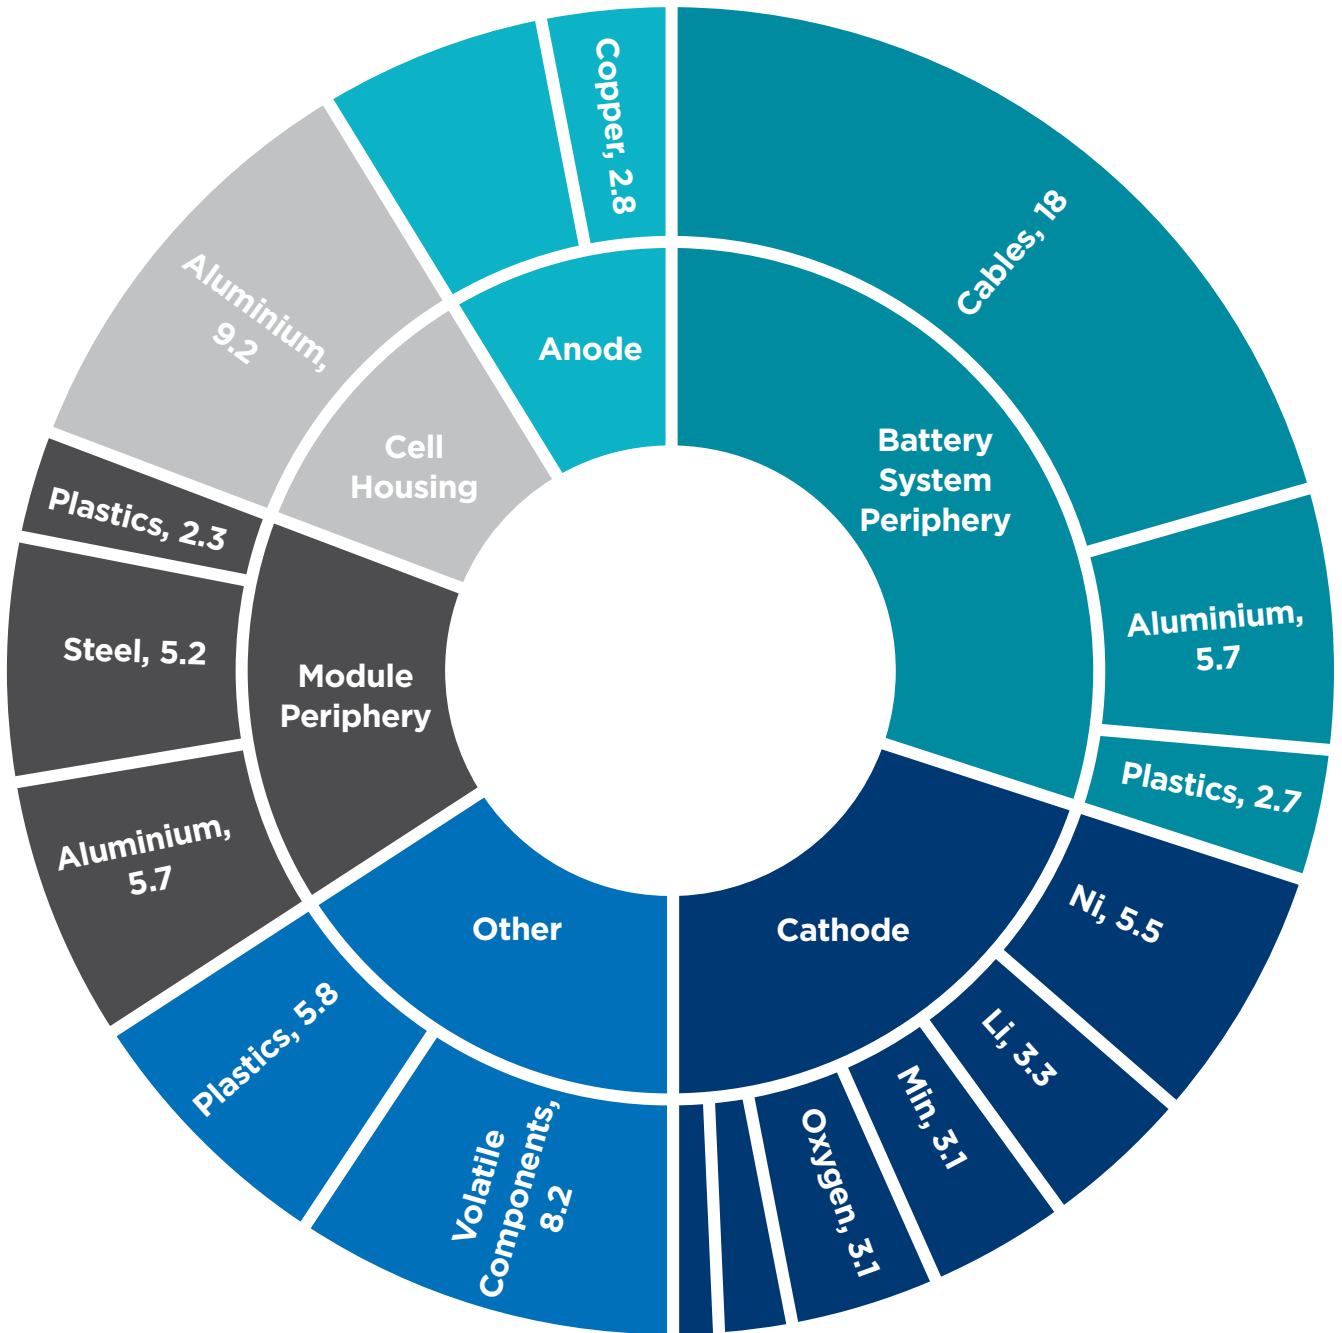 Copper, 2.8
Cables, 18
Aluminium,
9.2
Anode
Battery
System
Periphery
Cell
Housing
Plastics, 2.3
Steel, 5.2
Aluminium,
5.7
Module
Periphery
Aluminium,
5.7
Plastics, 2.7
Ni, 5.5
Other
Cathode
Plastics, 5.8
Li, 3.3
Min, 3.1
Oxygen, 3.1
Volatile
Components,
8.2